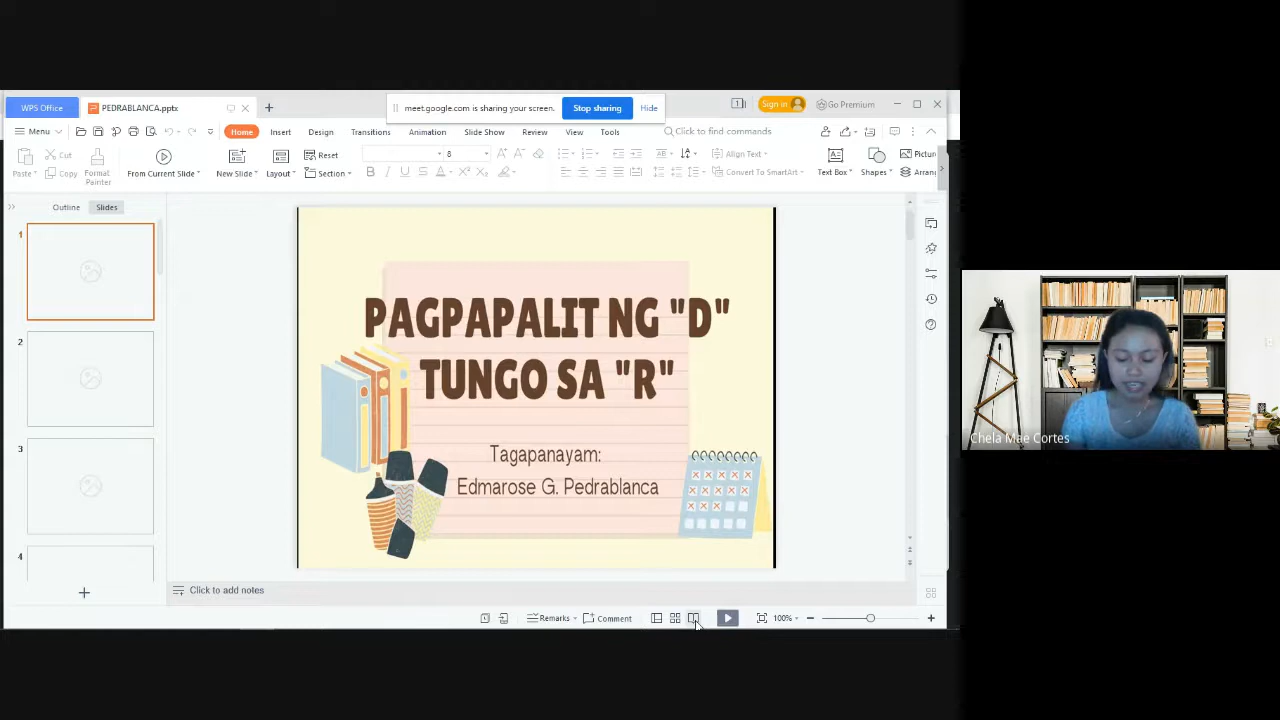 WPS Office
PEDRABLANCA.pptx
meet.google.com is sharing your screen.
Stop sharing
Hide
1
Sign in
Go Premium
Menu
Home
Insert
Design
Transitions
Animation
Slide Show
Review
View
Tools
Click to find commands
Paste
Cut
Copy
Format
Painter
From Current Slide
New Slide
Layout
Reset
Section
8
Align Text
Convert To SmartArt
Text Box
Shapes
Pictur
Arran
Outline
Slides
1
2
3
4
PAGPAPALIT NG "D"
TUNGO SA "R"
Tagapanayam:
Edmarose G. Pedrablanca
Click to add notes
Remarks
Comment
100%
Chela Mae Cortes